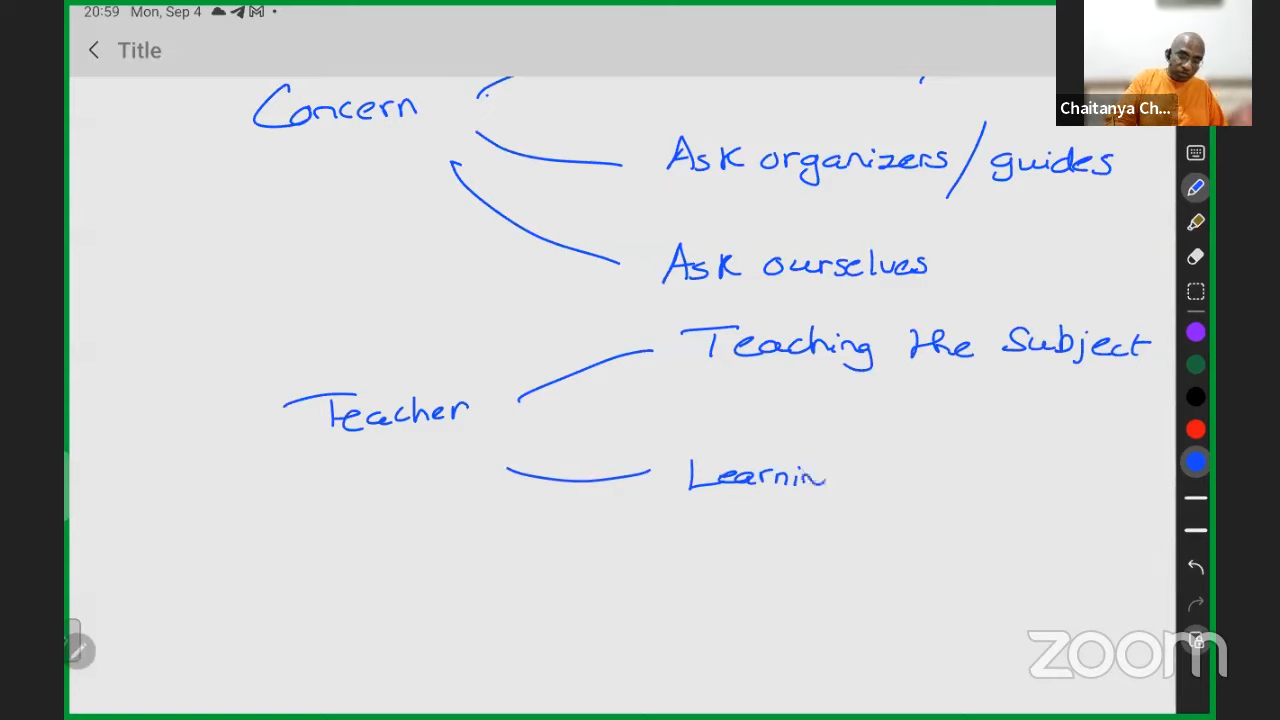 20:59 Mon, Sep 4
Title
Chaitanya Ch...
Concern
Ask organizers / guides
Ask ourselves
Teaching the Subject
Teacher
Learnin
zoom